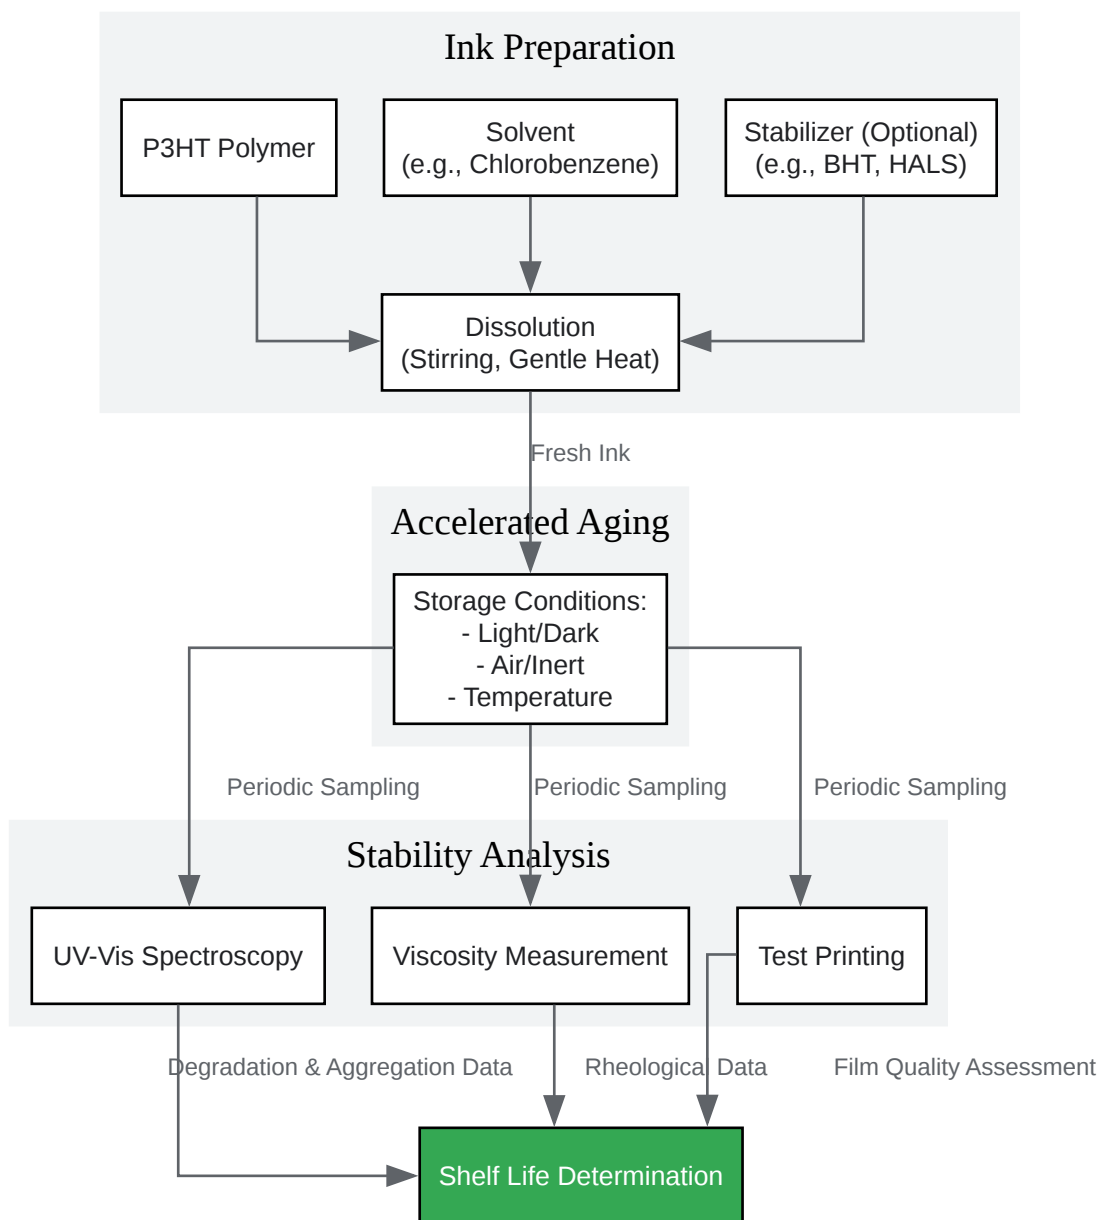 Ink Preparation
P3HT Polymer
Solvent
(e.g., Chlorobenzene)
Stabilizer (Optional)
(e.g., BHT, HALS)
Dissolution
(Stirring, Gentle Heat)
Fresh Ink
Accelerated Aging
Storage Conditions:
- Light/Dark
- Air/Inert
- Temperature
Periodic Sampling
Periodic Sampling
Periodic Sampling
Stability Analysis
UV-Vis Spectroscopy
Viscosity Measurement
Test Printing
Degradation & Aggregation Data
Rheological Data
Film Quality Assessment
Shelf Life Determination